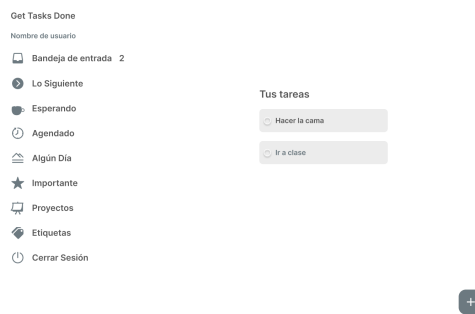 Get Tasks Done
Nombre de usuario
Bandeja de entrada 2
Lo Siguiente
Esperando
Agendado
Algún Día
Importante
Proyectos
Etiquetas
Cerrar Sesión
Tus tareas
Hacer la cama
Ir a clase
+